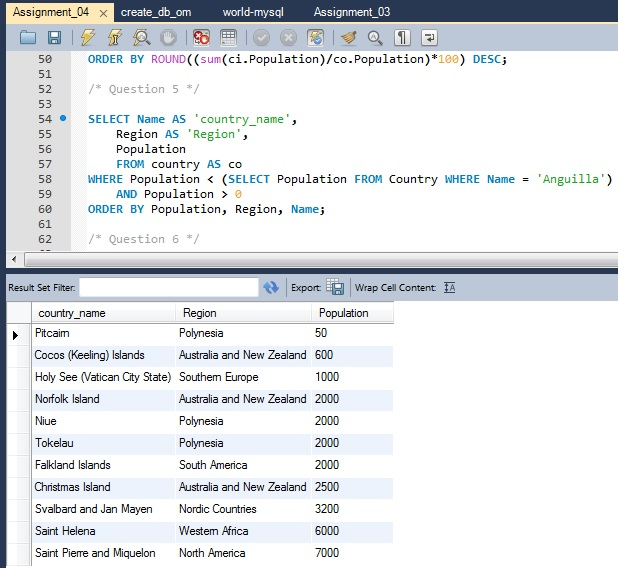 Assignment_04 × create_db_om world-mysql Assignment_03
50 ORDER BY ROUND((sum(ci.Population)/co.Population)*100) DESC;
51
52 /* Question 5 */
53
54 SELECT Name AS 'country_name',
55 Region AS 'Region',
56 Population
57 FROM country AS co
58 WHERE Population < (SELECT Population FROM Country WHERE Name = 'Anguilla')
59 AND Population > 0
60 ORDER BY Population, Region, Name;
61
62 /* Question 6 */
Result Set Filter: Export: Wrap Cell Content:
country_name Region Population
Pitcairn Polynesia 50
Cocos (Keeling) Islands Australia and New Zealand 600
Holy See (Vatican City State) Southern Europe 1000
Norfolk Island Australia and New Zealand 2000
Niue Polynesia 2000
Tokelau Polynesia 2000
Falkland Islands South America 2000
Christmas Island Australia and New Zealand 2500
Svalbard and Jan Mayen Nordic Countries 3200
Saint Helena Western Africa 6000
Saint Pierre and Miquelon North America 7000